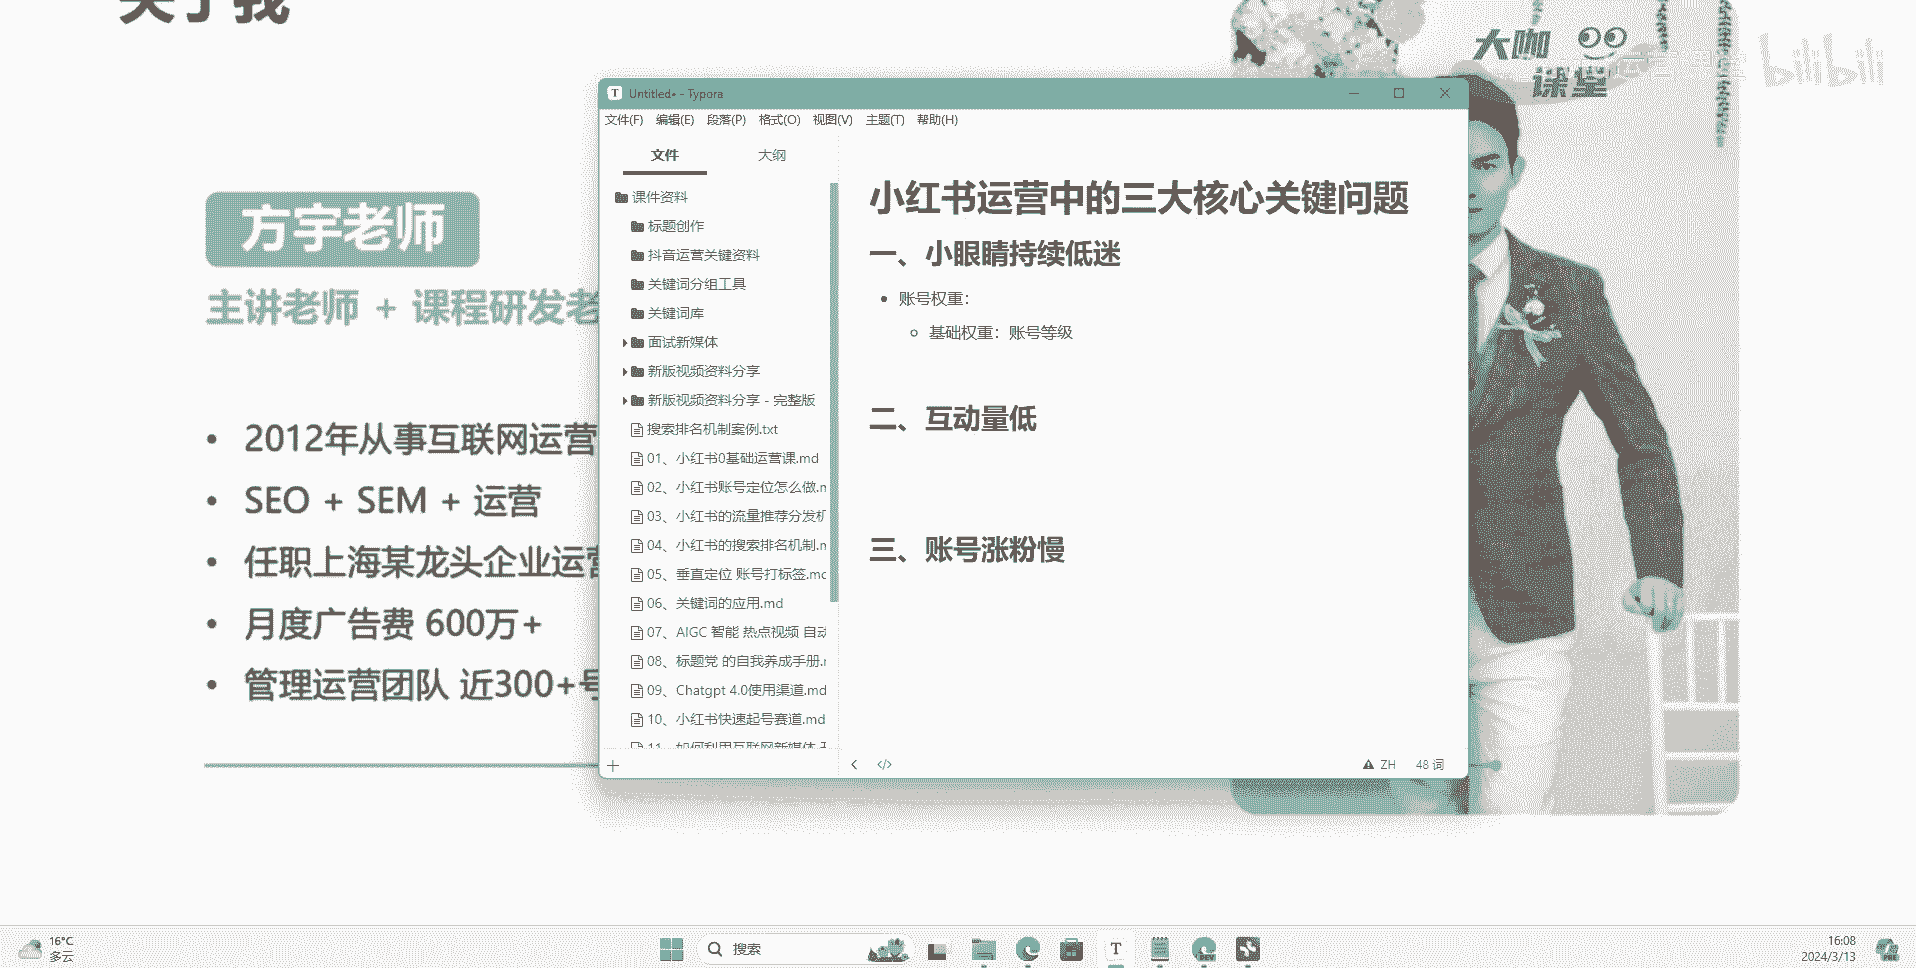 关于我
大咖
课堂
bilibili
方宇老师
主讲老师 + 课程研发老
2012年从事互联网运营
SEO + SEM + 运营
任职上海某龙头企业运营
月度广告费 600万+
管理运营团队 近300+号
Untitled• - Typora
文件(F) 编辑(E) 段落(P) 格式(O) 视图(V) 主题(T) 帮助(H)
文件 大纲
课件资料
标题创作
抖音运营关键资料
关键词分组工具
关键词库
面试新媒体
新版视频资料分享
新版视频资料分享 - 完整版
搜索排名机制案例.txt
01、小红书0基础运营课.md
02、小红书账号定位怎么做.m
03、小红书的流量推荐分发机
04、小红书的搜索排名机制.m
05、垂直定位 账号打标签.md
06、关键词的应用.md
07、AIGC 智能 热点视频 自动
08、标题党 的自我养成手册.m
09、Chatgpt 4.0使用渠道.md
10、小红书快速起号赛道.md
11、如何利用互联网新媒体
小红书运营中的三大核心关键问题
一、小眼睛持续低迷
账号权重：
基础权重：账号等级
二、互动量低
三、账号涨粉慢
ZH 48 词
16°C
多云
搜索
16:08
2024/3/13